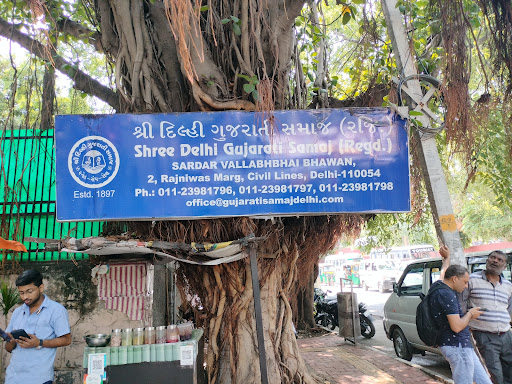 શ્રી દિલ્હી ગુજરાતી સમાજ (રજિ.)
Shree Delhi Gujarati Samaj (Regd.)
SARDAR VALLABHBHAI BHAWAN,
2, Rajniwas Marg, Civil Lines, Delhi-110054
Ph.: 011-23981796, 011-23981797, 011-23981798
office@gujaratisamajdelhi.com
Estd. 1897